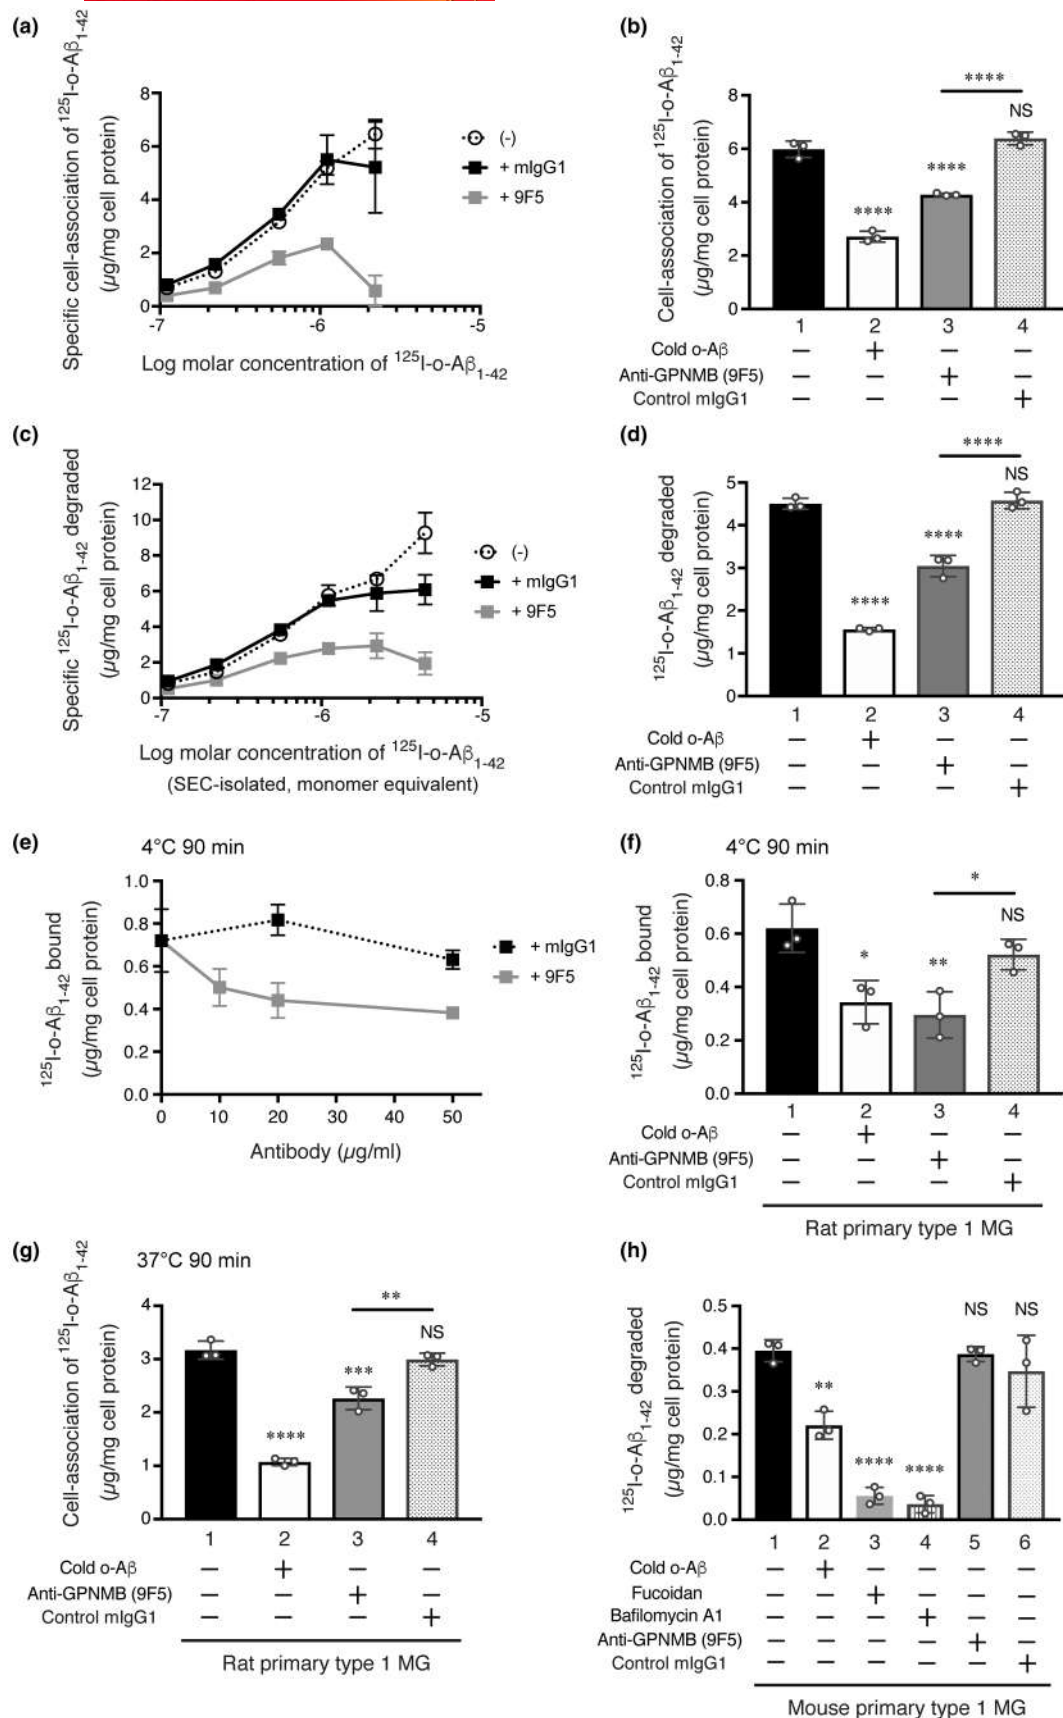 (a)
Specific cell-association of ¹²⁵I-o-Aβ₁₋₄₂
(µg/mg cell protein)
8
6
4
2
0
-7
-6
-5
Log molar concentration of ¹²⁵I-o-Aβ₁₋₄₂
(-)
+ mIgG1
+ 9F5
(b)
Cell-association of ¹²⁵I-o-Aβ₁₋₄₂
(µg/mg cell protein)
8
6
4
2
0
****
NS
****
****
1 2 3 4
Cold o-Aβ — + — —
Anti-GPNMB (9F5) — — + —
Control mIgG1 — — — +
(c)
Specific ¹²⁵I-o-Aβ₁₋₄₂ degraded
(µg/mg cell protein)
12
10
8
6
4
2
0
-7
-6
-5
Log molar concentration of ¹²⁵I-o-Aβ₁₋₄₂
(SEC-isolated, monomer equivalent)
(-)
+ mIgG1
+ 9F5
(d)
¹²⁵I-o-Aβ₁₋₄₂ degraded
(µg/mg cell protein)
5
4
3
2
1
0
****
NS
****
****
1 2 3 4
Cold o-Aβ — + — —
Anti-GPNMB (9F5) — — + —
Control mIgG1 — — — +
(e)
4°C 90 min
¹²⁵I-o-Aβ₁₋₄₂ bound
(µg/mg cell protein)
1.0
0.8
0.6
0.4
0.2
0.0
0 10 20 30 40 50
Antibody (µg/ml)
+ mIgG1
+ 9F5
(f)
4°C 90 min
¹²⁵I-o-Aβ₁₋₄₂ bound
(µg/mg cell protein)
0.8
0.6
0.4
0.2
0.0
*
NS
*
**
1 2 3 4
Cold o-Aβ — + — —
Anti-GPNMB (9F5) — — + —
Control mIgG1 — — — +
Rat primary type 1 MG
(g)
37°C 90 min
Cell-association of ¹²⁵I-o-Aβ₁₋₄₂
(µg/mg cell protein)
4
3
2
1
0
**
NS
***
****
1 2 3 4
Cold o-Aβ — + — —
Anti-GPNMB (9F5) — — + —
Control mIgG1 — — — +
Rat primary type 1 MG
(h)
¹²⁵I-o-Aβ₁₋₄₂ degraded
(µg/mg cell protein)
0.5
0.4
0.3
0.2
0.1
0.0
NS NS
**
**** ****
1 2 3 4 5 6
Cold o-Aβ — + — — — —
Fucoidan — — + — — —
Bafilomycin A1 — — — + — —
Anti-GPNMB (9F5) — — — — + —
Control mIgG1 — — — — — +
Mouse primary type 1 MG